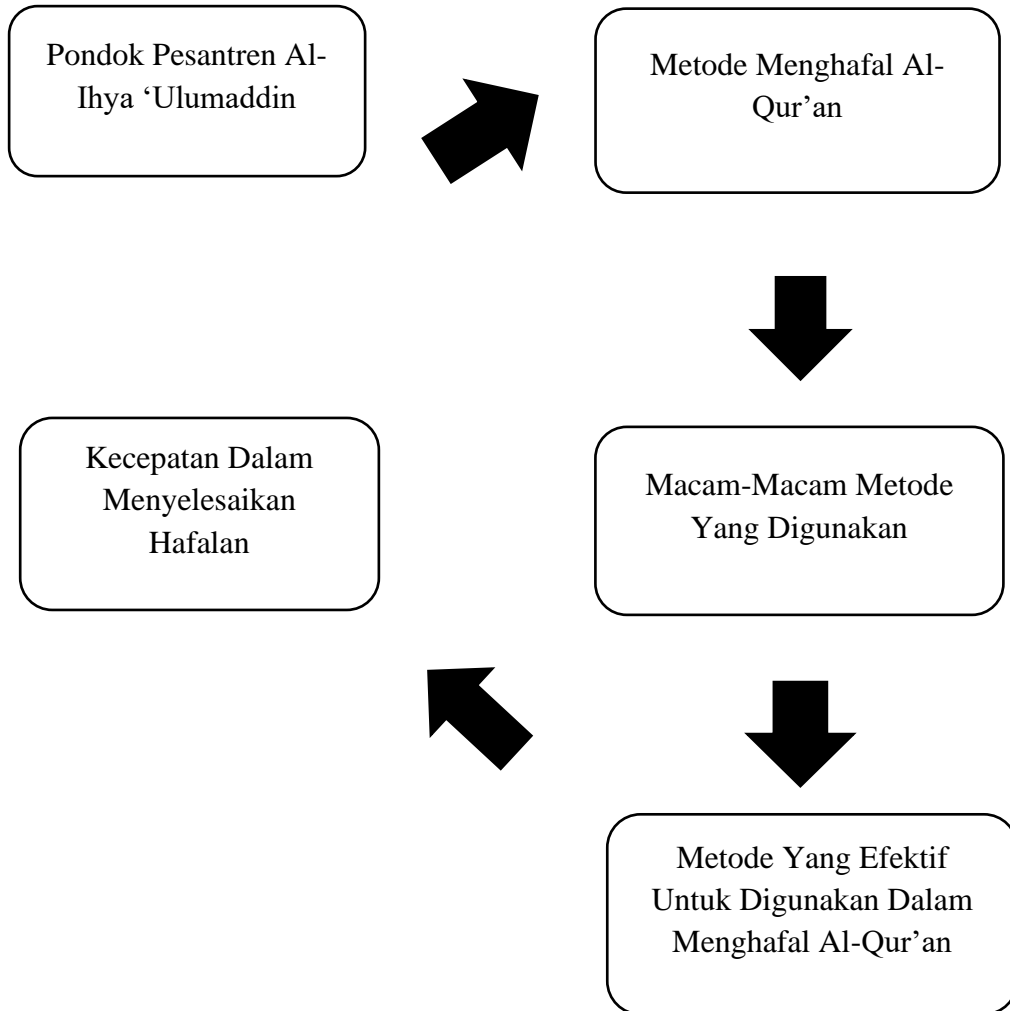 Pondok Pesantren Al-
Ihya ‘Ulumaddin
Metode Menghafal Al-
Qur’an
Macam-Macam Metode
Yang Digunakan
Metode Yang Efektif
Untuk Digunakan Dalam
Menghafal Al-Qur’an
Kecepatan Dalam
Menyelesaikan
Hafalan